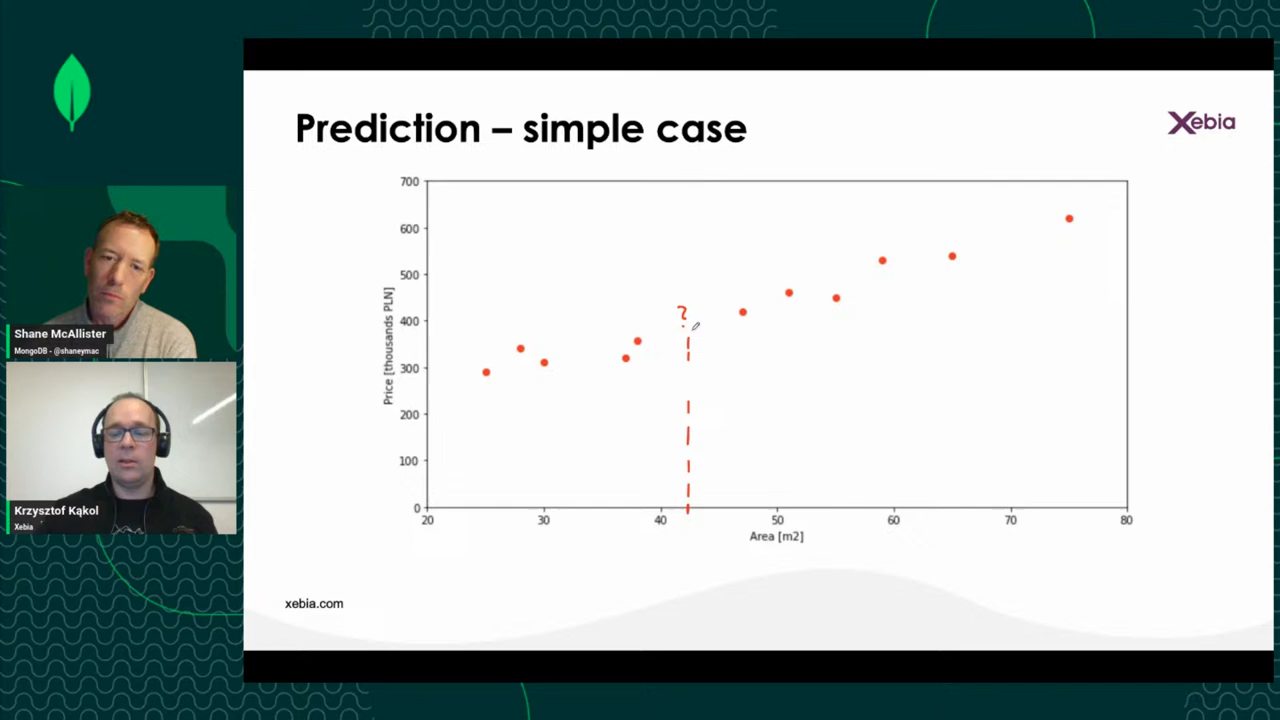 Prediction – simple case
Xebia
700
600
500
400
300
200
100
0
Price [thousands PLN]
?
20 30 40 50 60 70 80
Area [m2]
xebia.com
Shane McAllister
MongoDB - @shaneymac
Krzysztof Kąkol
Xebia